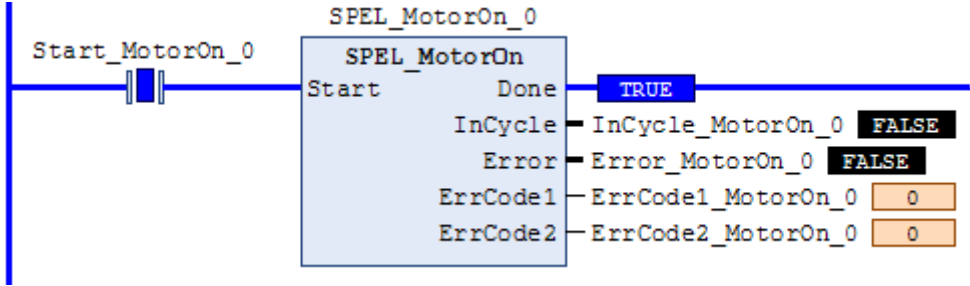 SPEL_MotorOn_0
Start_MotorOn_0
SPEL_MotorOn
Start Done TRUE
InCycle InCycle_MotorOn_0 FALSE
Error Error_MotorOn_0 FALSE
ErrCode1 ErrCode1_MotorOn_0 0
ErrCode2 ErrCode2_MotorOn_0 0